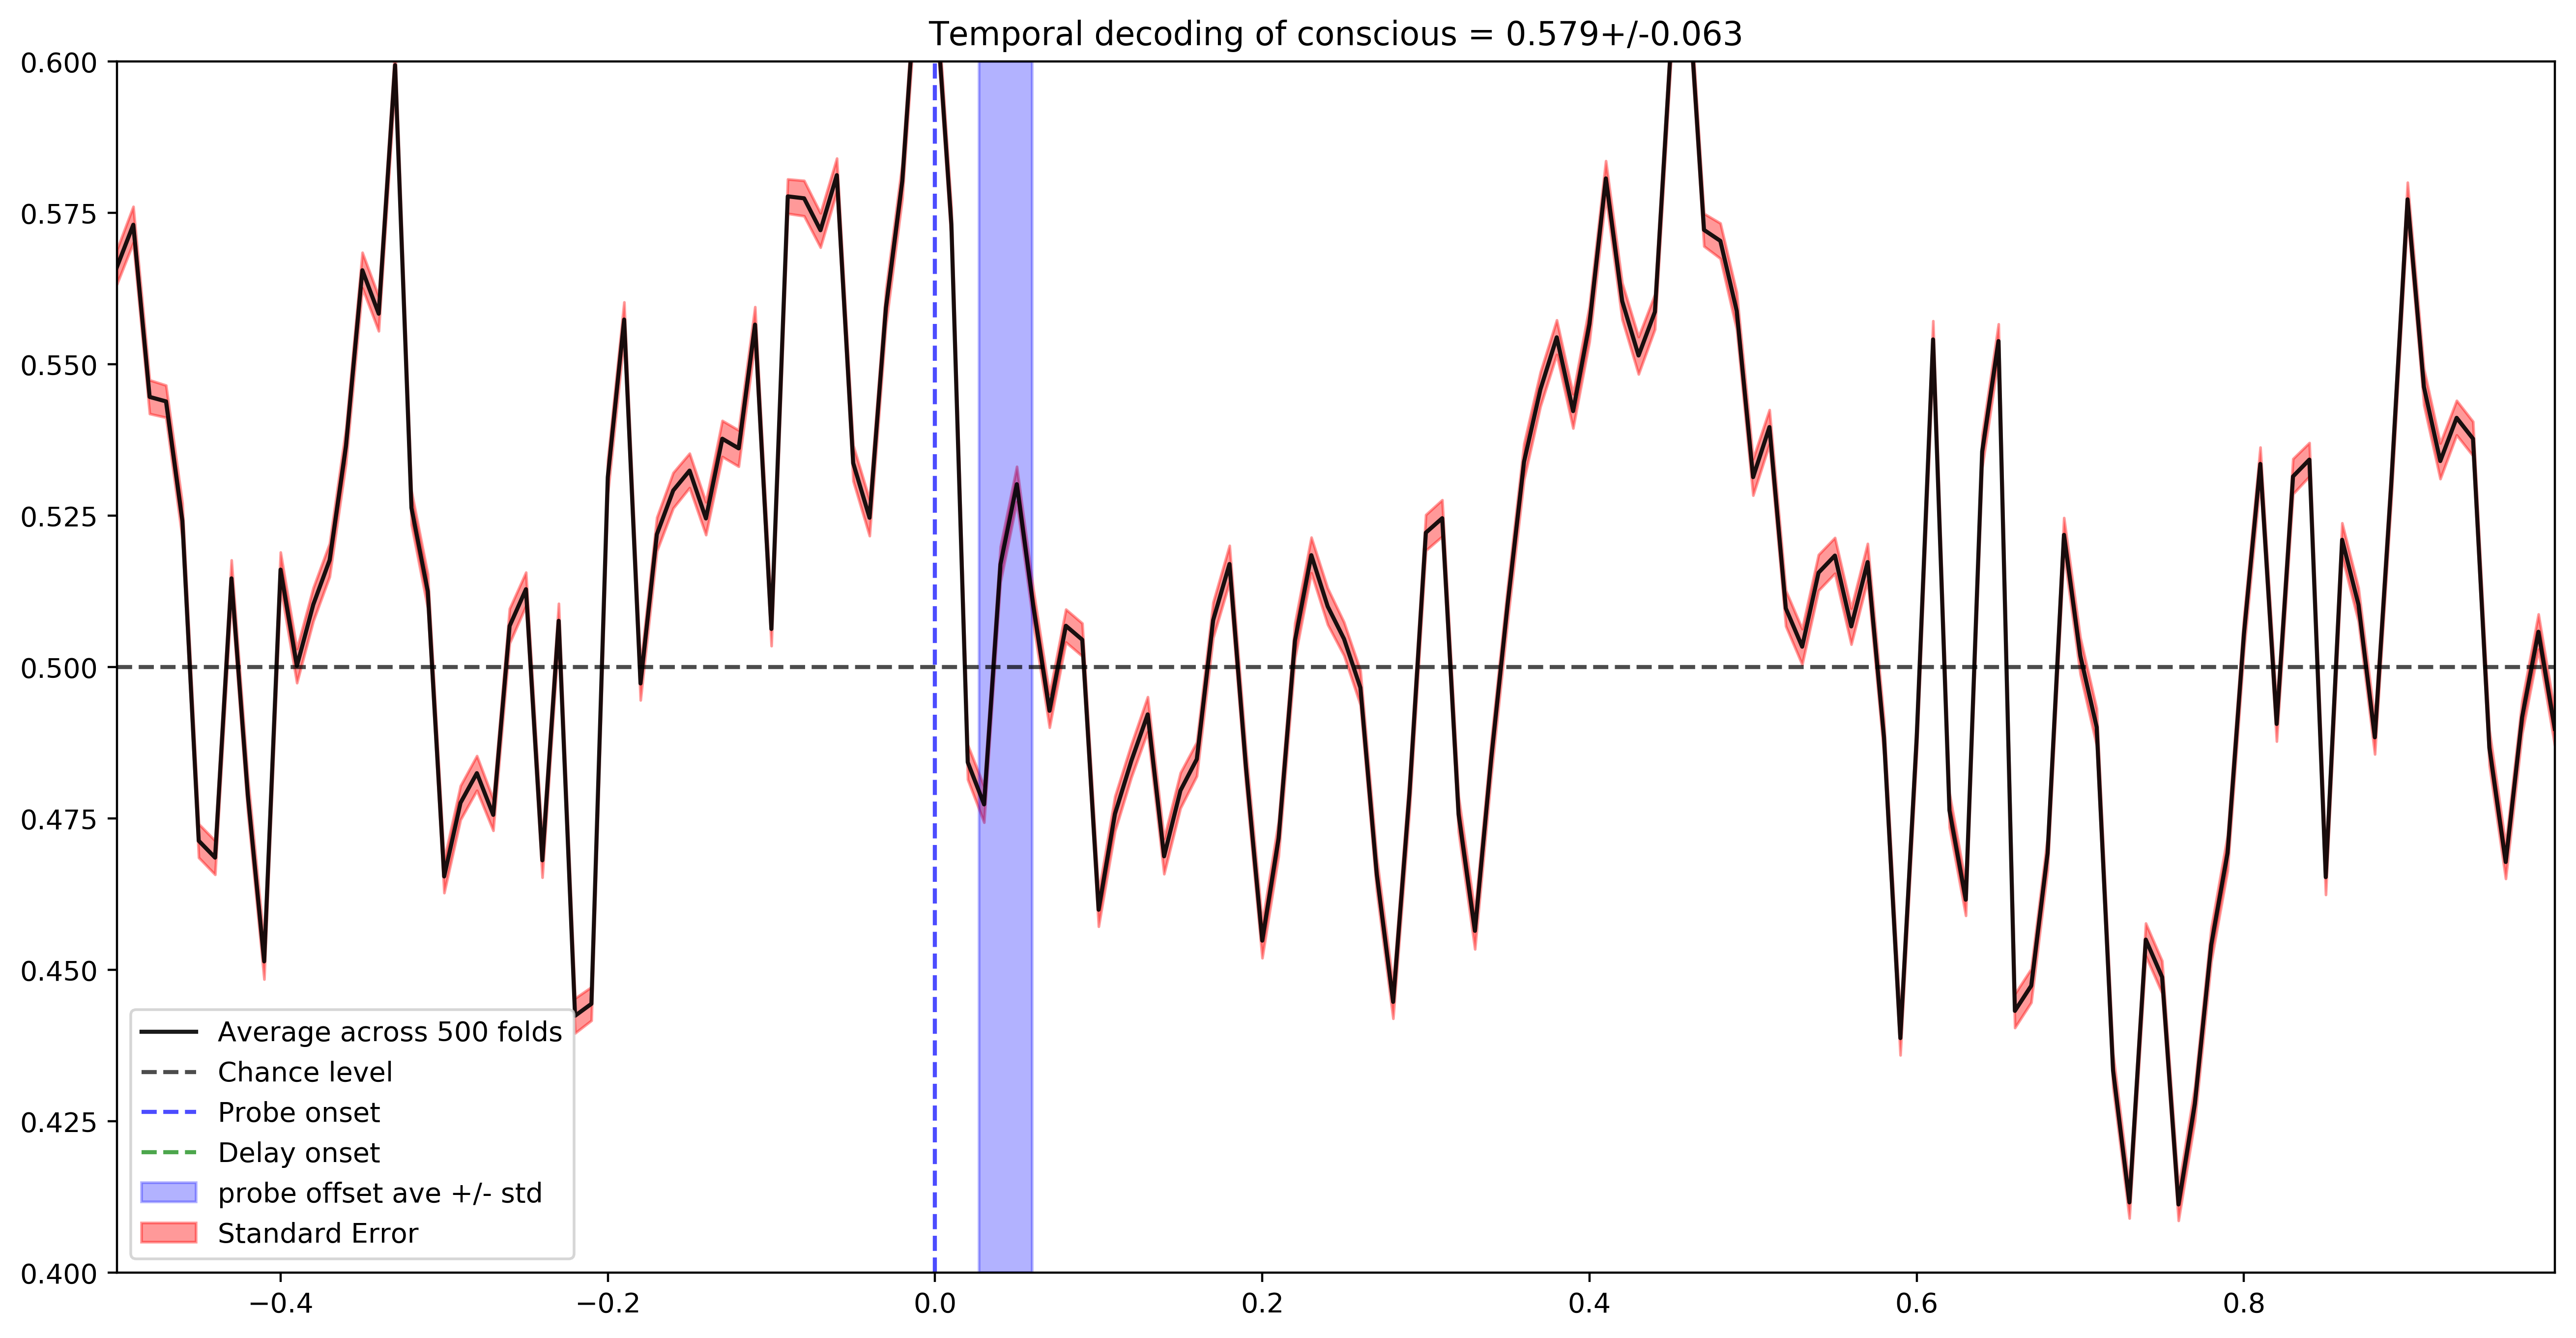 Temporal decoding of conscious = 0.579+/-0.063
0.600
0.575
0.550
0.525
0.500
0.475
0.450
0.425
0.400
Average across 500 folds
Chance level
Probe onset
Delay onset
probe offset ave +/- std
Standard Error
−0.4 −0.2 0.0 0.2 0.4 0.6 0.8